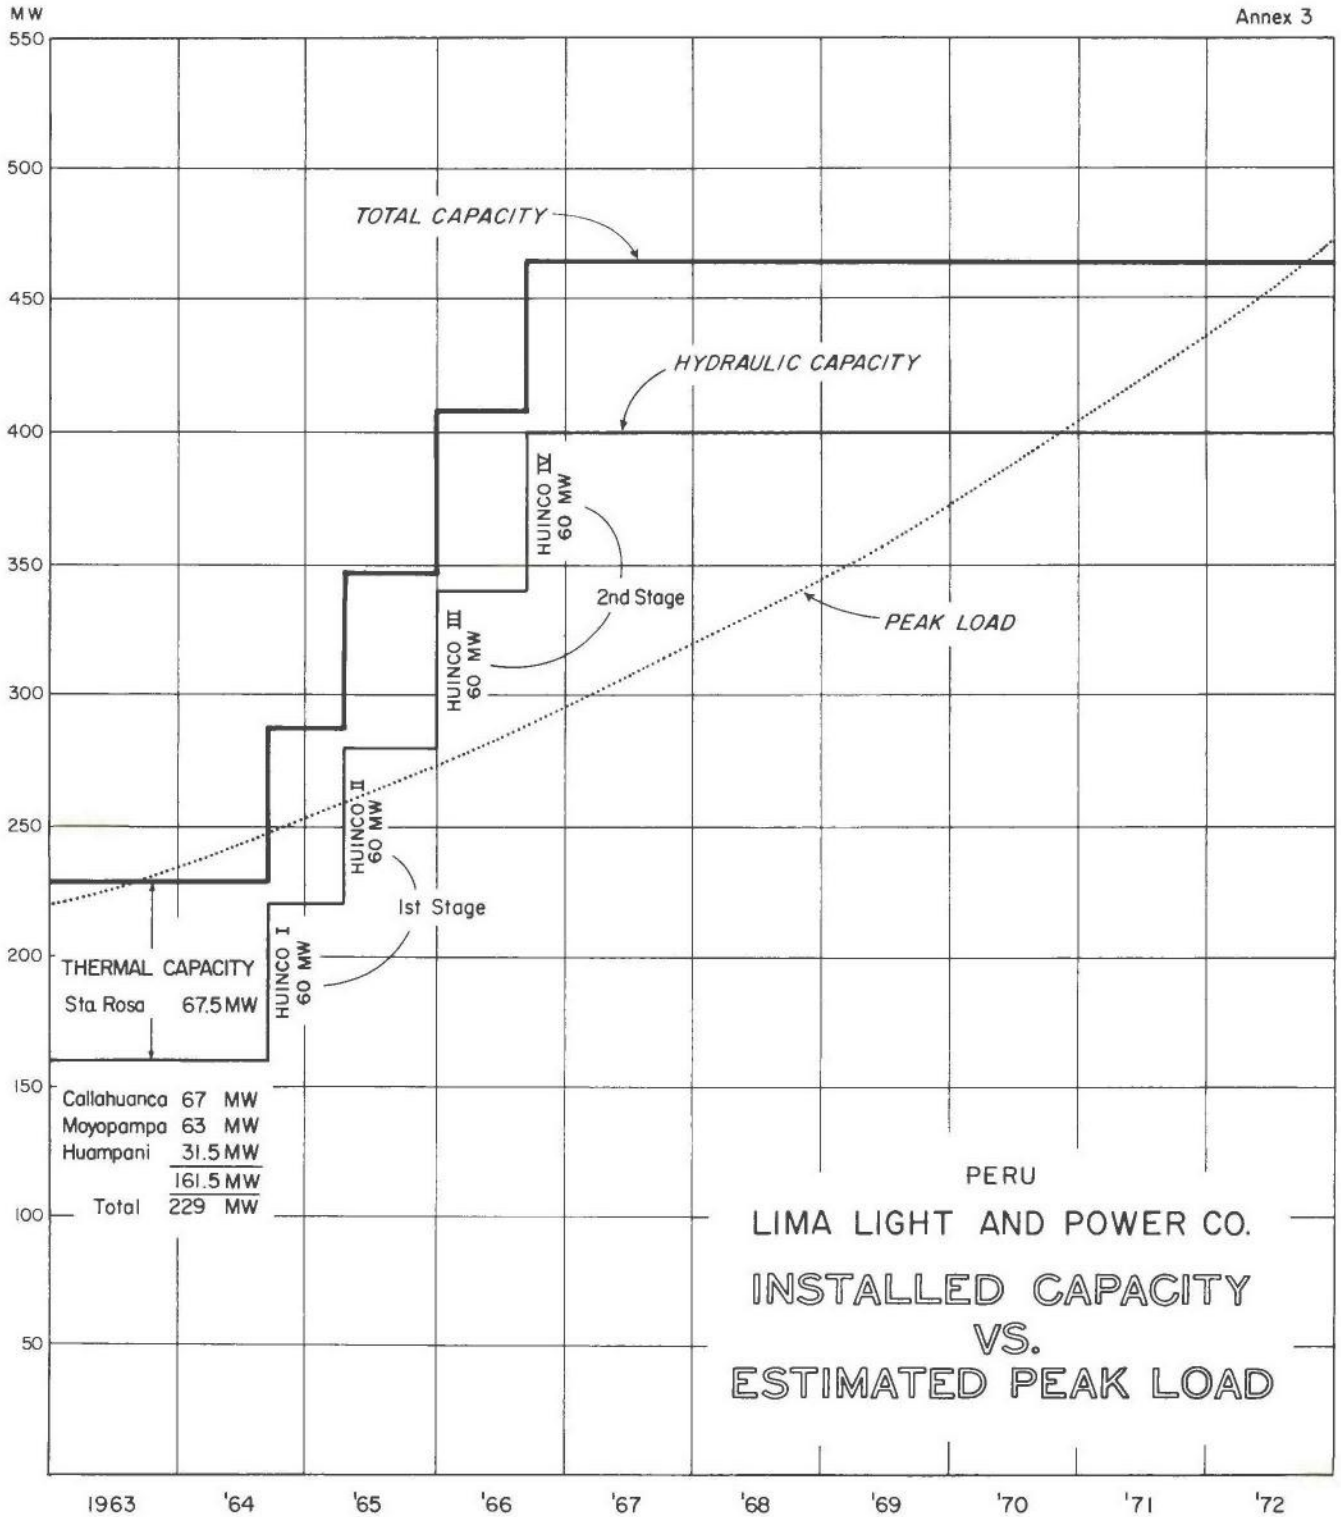 MW
Annex 3
550
500
450
400
350
300
250
200
150
100
50
TOTAL CAPACITY
HYDRAULIC CAPACITY
HUINCO IV
60 MW
2nd Stage
HUINCO III
60 MW
PEAK LOAD
HUINCO II
60 MW
1st Stage
HUINCO I
60 MW
THERMAL CAPACITY
Sta Rosa 67.5 MW
Callahuanca 67 MW
Moyopampa 63 MW
Huampani 31.5 MW
161.5 MW
Total 229 MW
PERU
LIMA LIGHT AND POWER CO.
INSTALLED CAPACITY
VS.
ESTIMATED PEAK LOAD
1963 '64 '65 '66 '67 '68 '69 '70 '71 '72